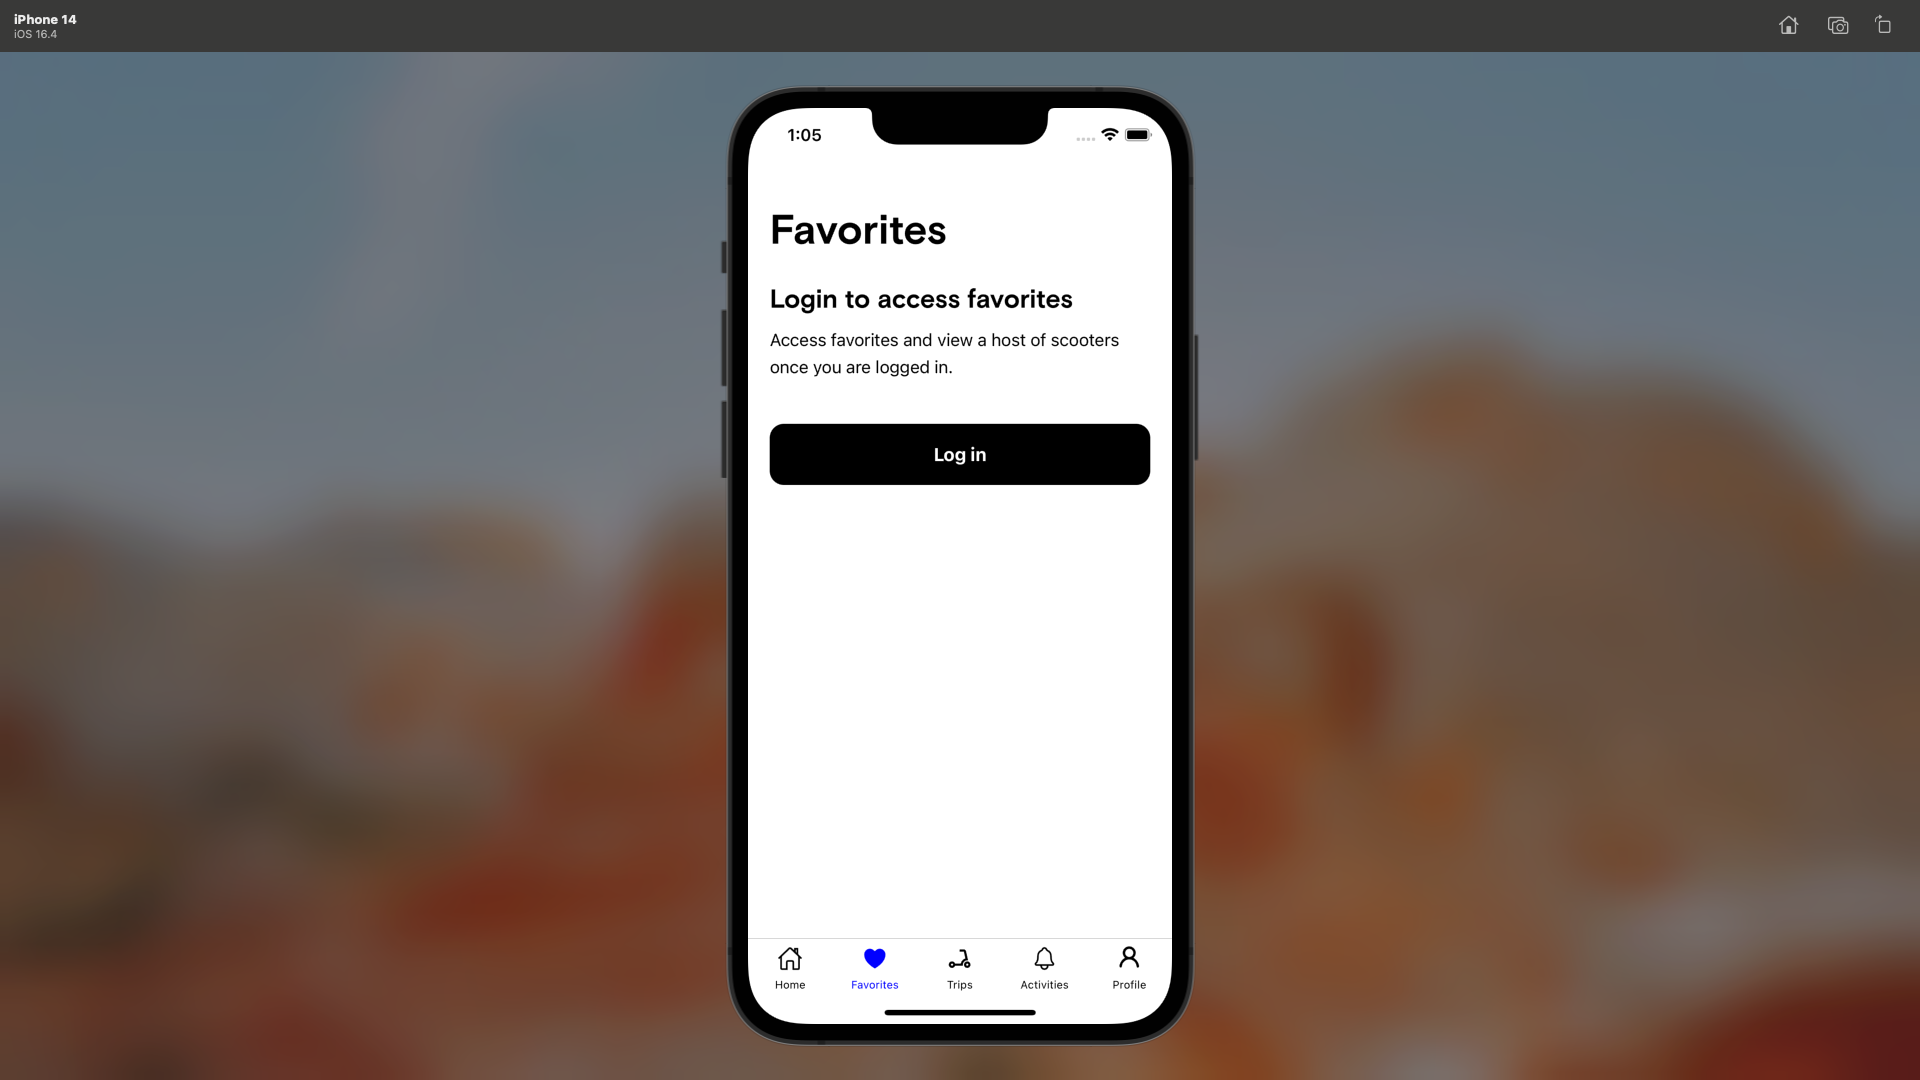 iPhone 14
iOS 16.4
1:05
Favorites
Login to access favorites
Access favorites and view a host of scooters
once you are logged in.
Log in
Home
Favorites
Trips
Activities
Profile